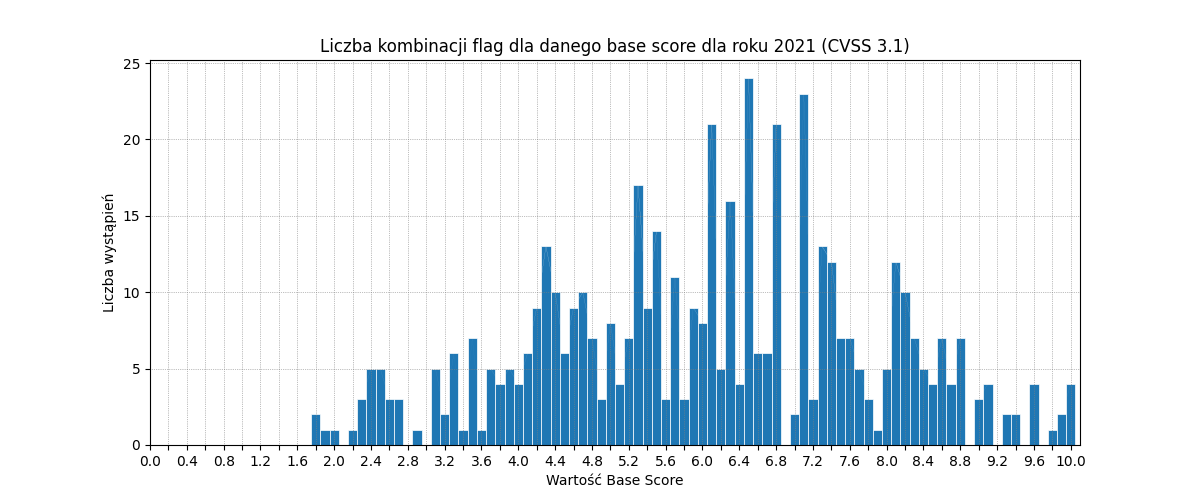 Liczba kombinacji flag dla danego base score dla roku 2021 (CVSS 3.1)
25
20
15
10
5
0
Liczba wystąpień
0.0 0.4 0.8 1.2 1.6 2.0 2.4 2.8 3.2 3.6 4.0 4.4 4.8 5.2 5.6 6.0 6.4 6.8 7.2 7.6 8.0 8.4 8.8 9.2 9.6 10.0
Wartość Base Score